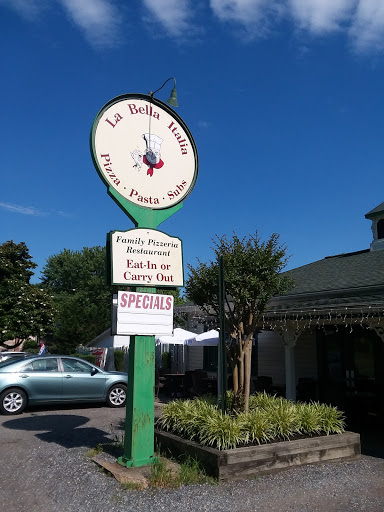 La Bella Italia
Pizza · Pasta · Subs
Family Pizzeria
Restaurant
Eat-In or
Carry Out
SPECIALS